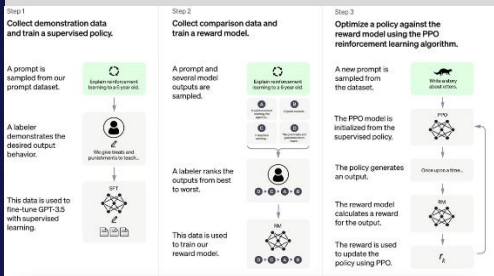 Step 1
Collect demonstration data
and train a supervised policy.
A prompt is
sampled from our
prompt dataset.
Explain reinforcement
learning to a 6 year old.
A labeler
demonstrates the
desired output
behavior.
We give treats and
punishments to teach...
SFT
This data is used to
fine-tune GPT-3.5
with supervised
learning.
Step 2
Collect comparison data and
train a reward model.
A prompt and
several model
outputs are
sampled.
Explain reinforcement
learning to a 6 year old.
A
B
C
D
A labeler ranks the
outputs from best
to worst.
D > C > A > B
RM
This data is used
to train our
reward model.
D > C > A > B
Step 3
Optimize a policy against the
reward model using the PPO
reinforcement learning algorithm.
A new prompt is
sampled from
the dataset.
Write a story
about otters.
The PPO model is
initialized from the
supervised policy.
PPO
The policy generates
an output.
Once upon a time...
The reward model
calculates a reward
for the output.
RM
The reward is used
to update the
policy using PPO.
rk